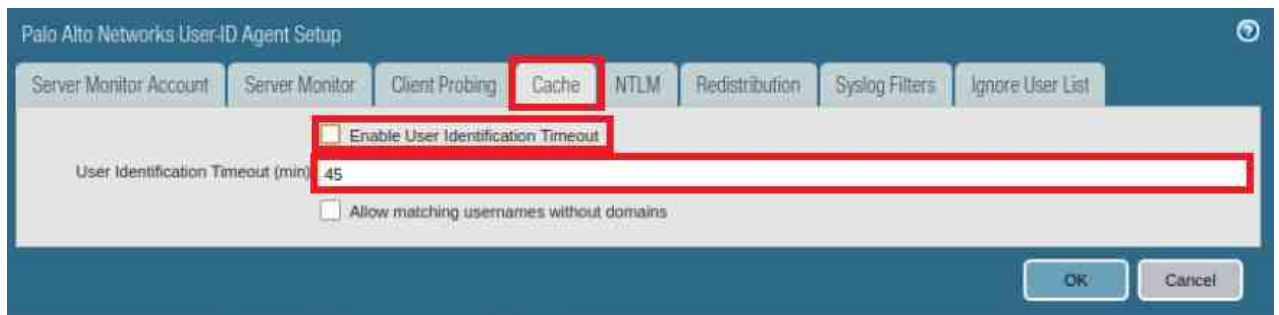 Palo Alto Networks User-ID Agent Setup
Server Monitor Account Server Monitor Client Probing Cache NTLM Redistribution Syslog Filters Ignore User List
Enable User Identification Timeout
User Identification Timeout (min) 45
Allow matching usernames without domains
OK Cancel